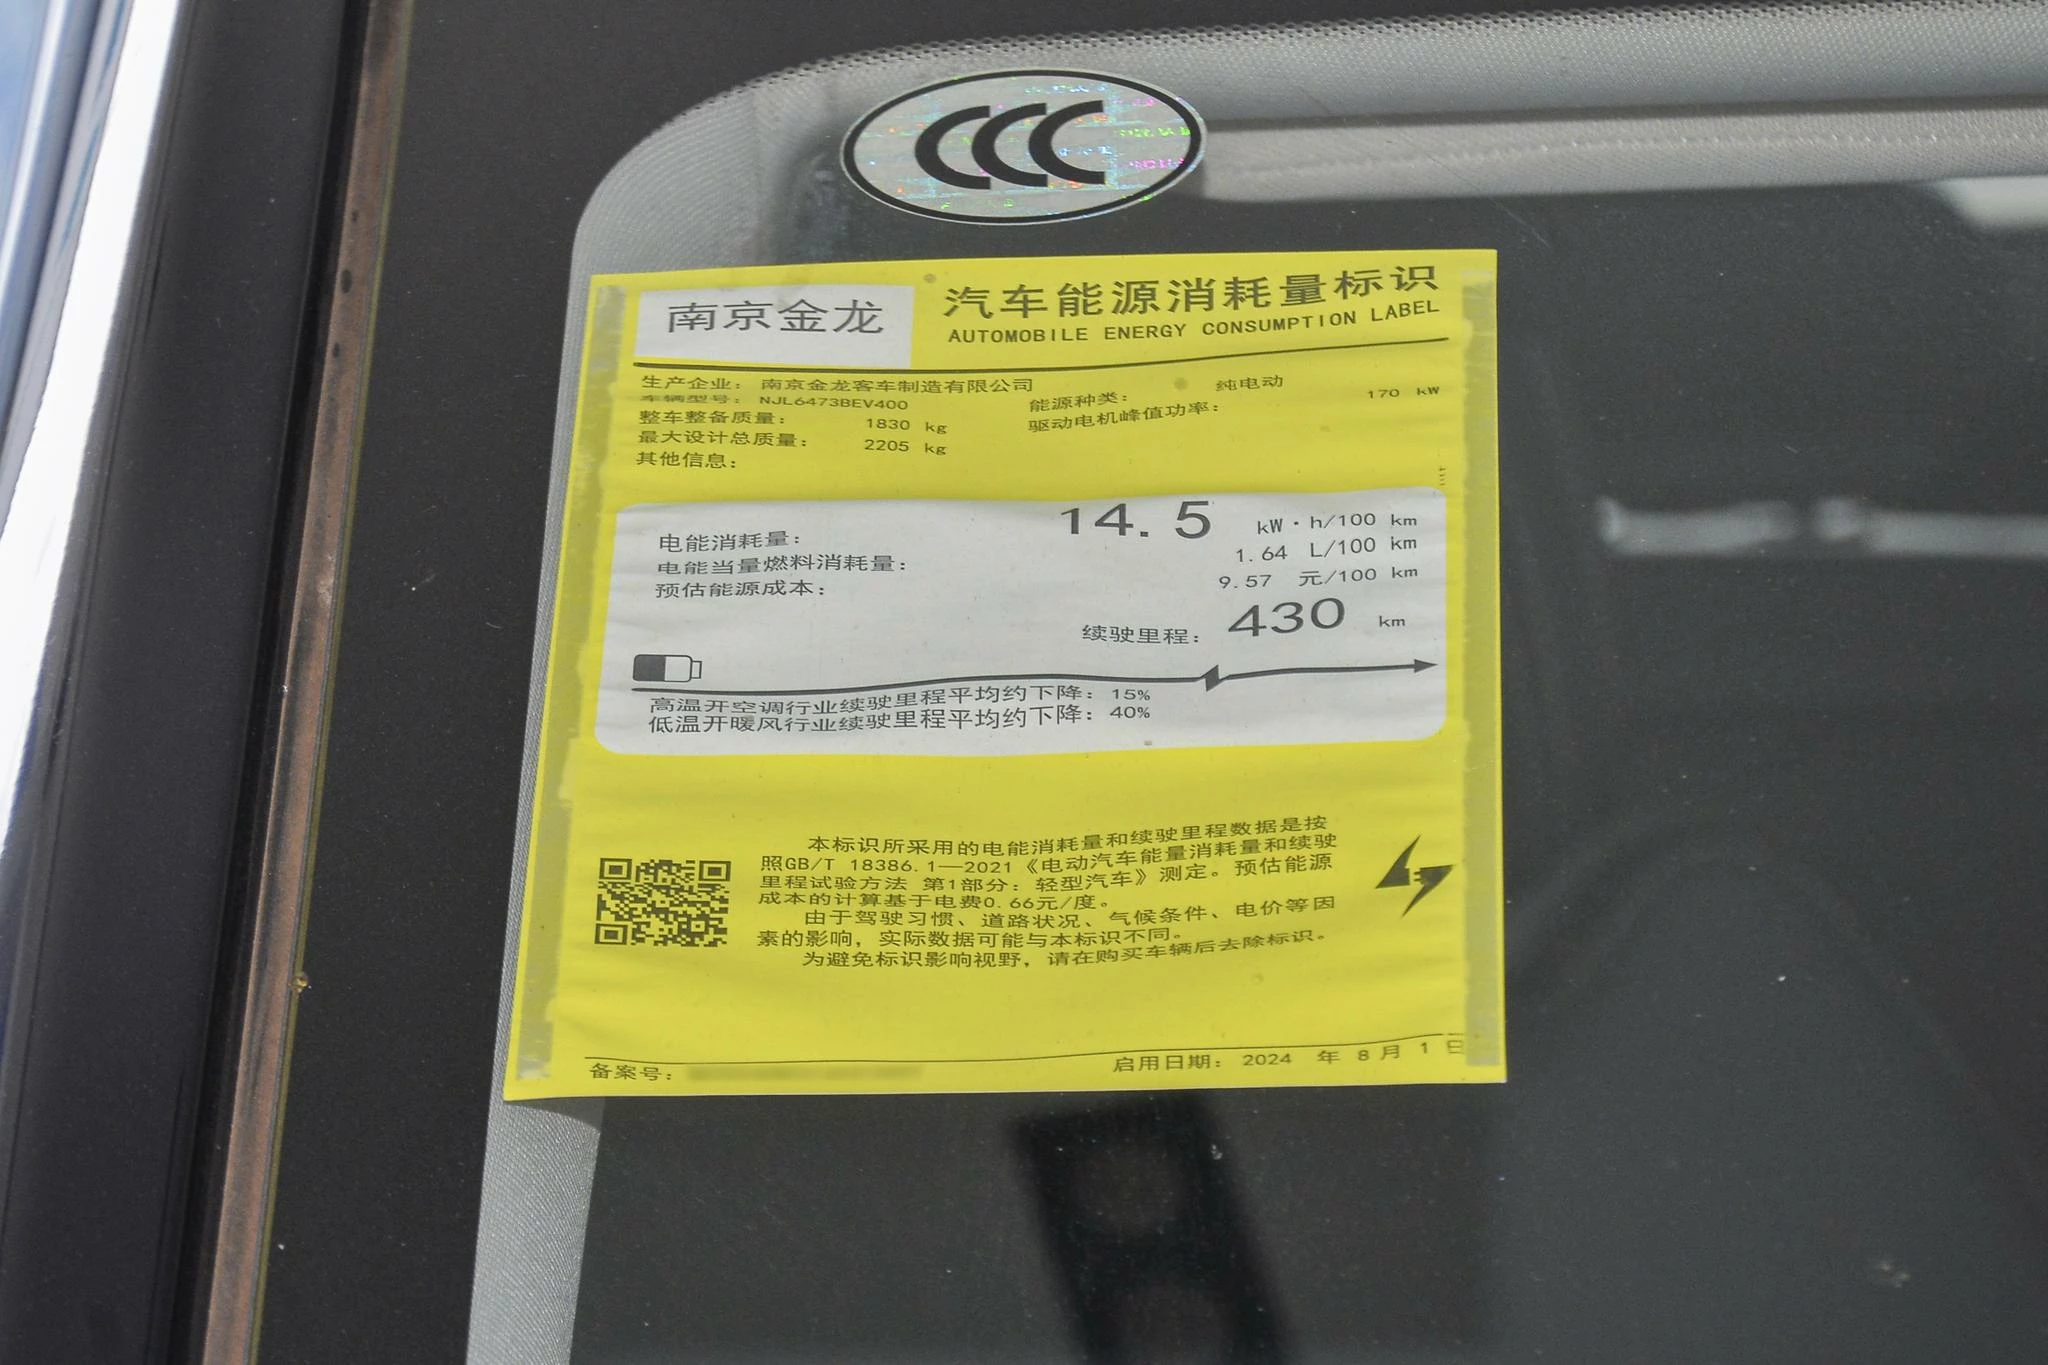 CCC
南京金龙
汽车能源消耗量标识
AUTOMOBILE ENERGY CONSUMPTION LABEL
生产企业： 南京金龙客车制造有限公司
车辆型号： NJL6473BEV400
能源种类： 纯电动
整车整备质量： 1830 kg
驱动电机峰值功率： 170 kW
最大设计总质量： 2205 kg
其他信息：
电能消耗量： 14.5 kW·h/100 km
电能当量燃料消耗量： 1.64 L/100 km
预估能源成本： 9.57 元/100 km
续驶里程： 430 km
高温开空调行业续驶里程平均约下降： 15%
低温开暖风行业续驶里程平均约下降： 40%
本标识所采用的电能消耗量和续驶里程数据是按
照GB/T 18386.1—2021《电动汽车能量消耗量和续驶
里程试验方法 第1部分：轻型汽车》测定。预估能源
成本的计算基于电费0.66元/度。
由于驾驶习惯、道路状况、气候条件、电价等因
素的影响，实际数据可能与本标识不同。
为避免标识影响视野，请在购买车辆后去除标识。
备案号：
启用日期： 2024 年 8 月 1 日